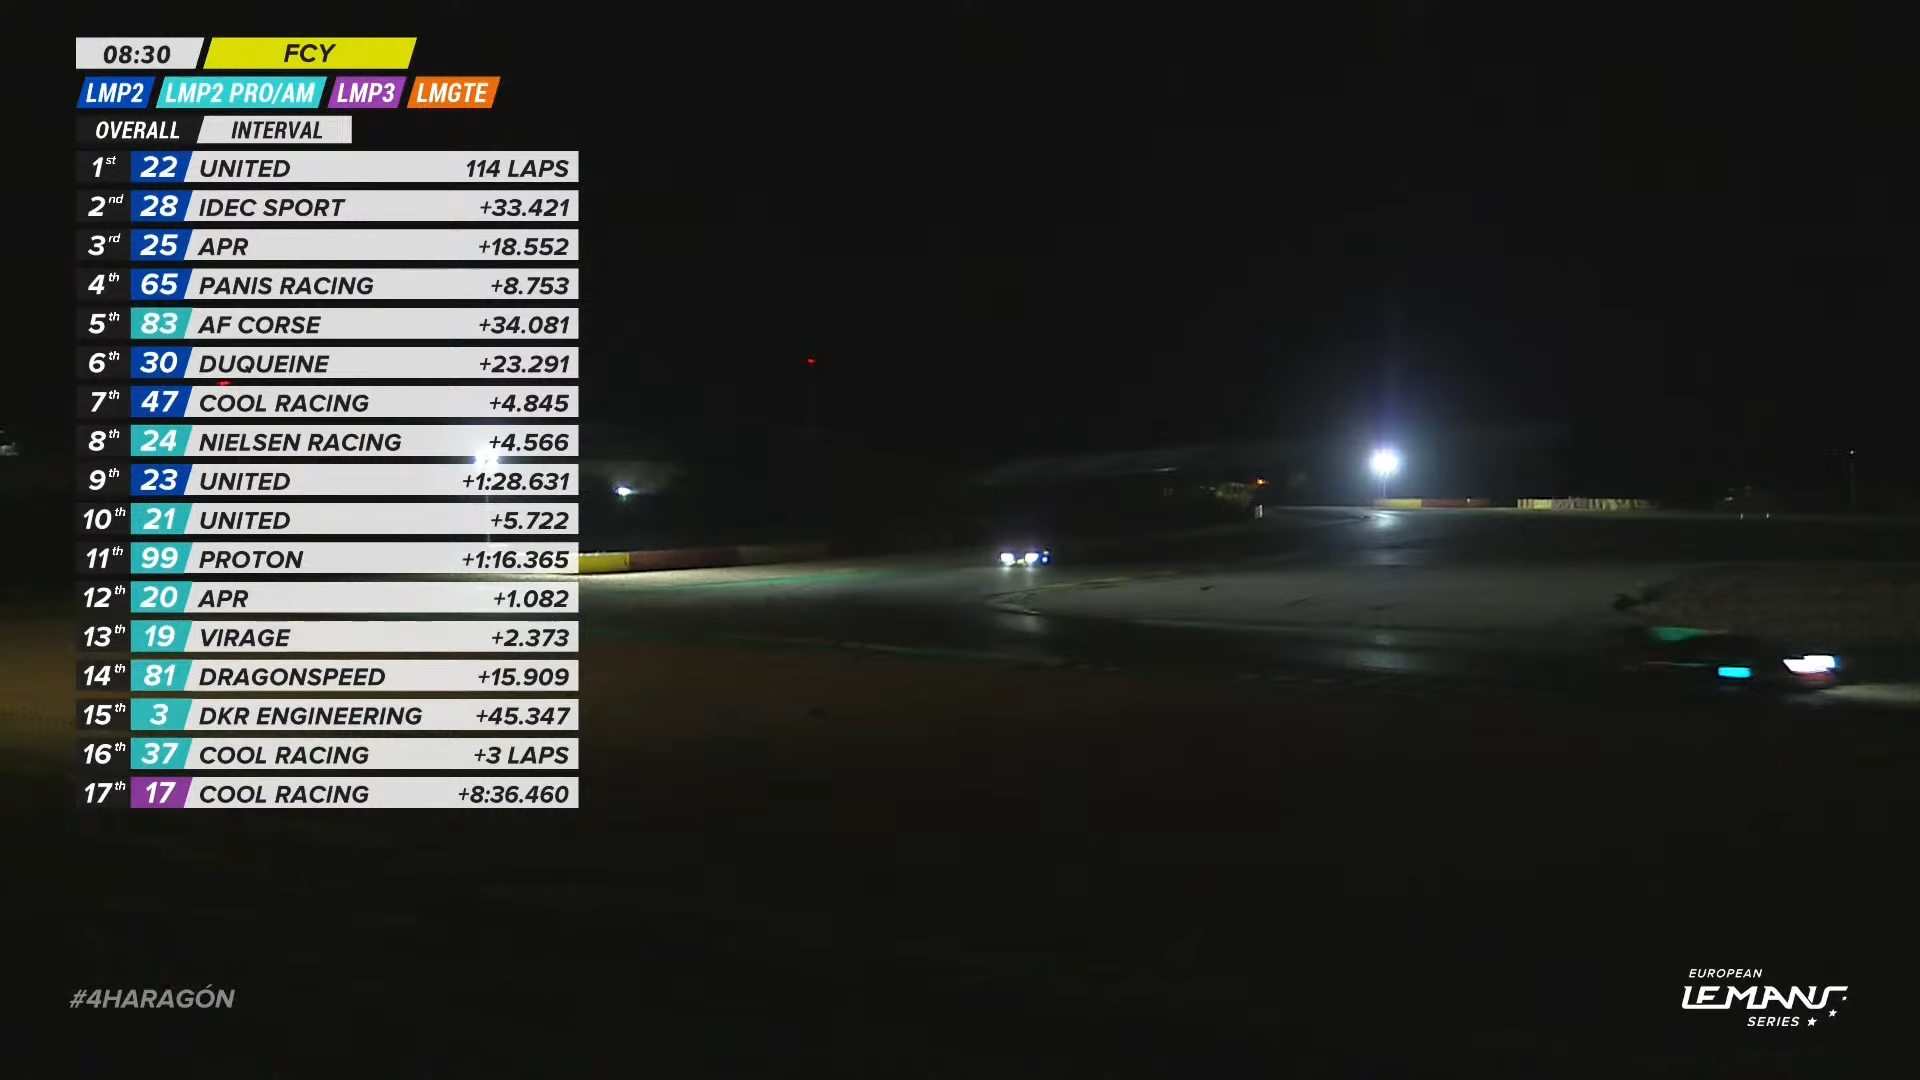 08:30 FCY
LMP2 LMP2 PRO/AM LMP3 LMGTE
OVERALL INTERVAL
1st 22 UNITED 114 LAPS
2nd 28 IDEC SPORT +33.421
3rd 25 APR +18.552
4th 65 PANIS RACING +8.753
5th 83 AF CORSE +34.081
6th 30 DUQUEINE +23.291
7th 47 COOL RACING +4.845
8th 24 NIELSEN RACING +4.566
9th 23 UNITED +1:28.631
10th 21 UNITED +5.722
11th 99 PROTON +1:16.365
12th 20 APR +1.082
13th 19 VIRAGE +2.373
14th 81 DRAGONSPEED +15.909
15th 3 DKR ENGINEERING +45.347
16th 37 COOL RACING +3 LAPS
17th 17 COOL RACING +8:36.460
#4HARAGÓN
EUROPEAN
LE MANS
SERIES